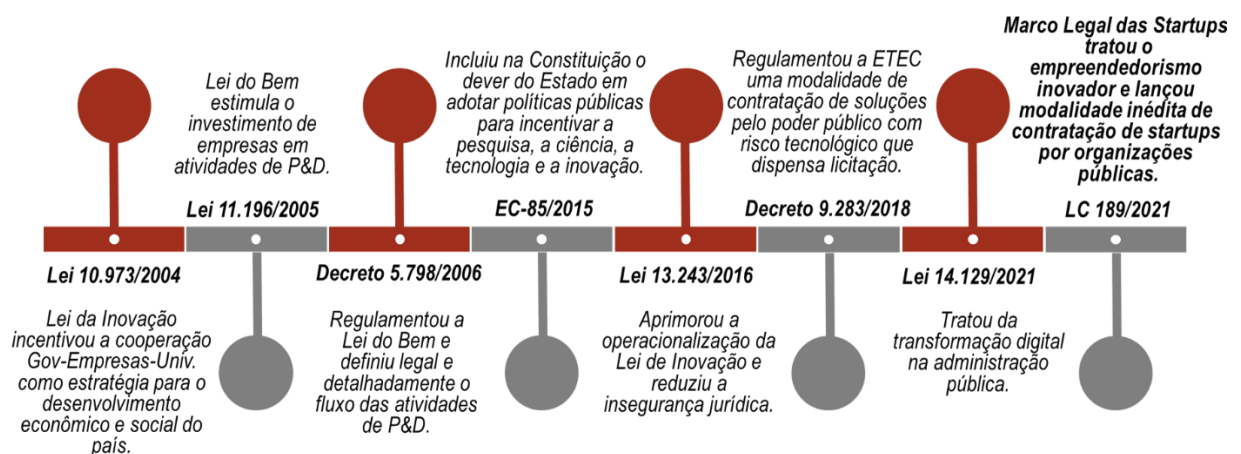 Lei 10.973/2004
Lei da Inovação
incentivou a cooperação
Gov-Empresas-Univ.
como estratégia para o
desenvolvimento
econômico e social do
país.
Lei do Bem
estimula o
investimento de
empresas em
atividades de P&D.
Lei 11.196/2005
Decreto 5.798/2006
Regulamentou a
Lei do Bem e
definiu legal e
detalhadamente o
fluxo das atividades
de P&D.
Incluiu na Constituição o
dever do Estado em
adotar políticas públicas
para incentivar a
pesquisa, a ciência, a
tecnologia e a inovação.
EC-85/2015
Lei 13.243/2016
Aprimorou a
operacionalização da
Lei de Inovação e
reduziu a
insegurança jurídica.
Regulamentou a ETEC
uma modalidade de
contratação de soluções
pelo poder público com
risco tecnológico que
dispensa licitação.
Decreto 9.283/2018
Lei 14.129/2021
Tratou da
transformação digital
na administração
pública.
Marco Legal das Startups
tratou o
empreendedorismo
inovador e lançou
modalidade inédita de
contratação de startups
por organizações
públicas.
LC 189/2021